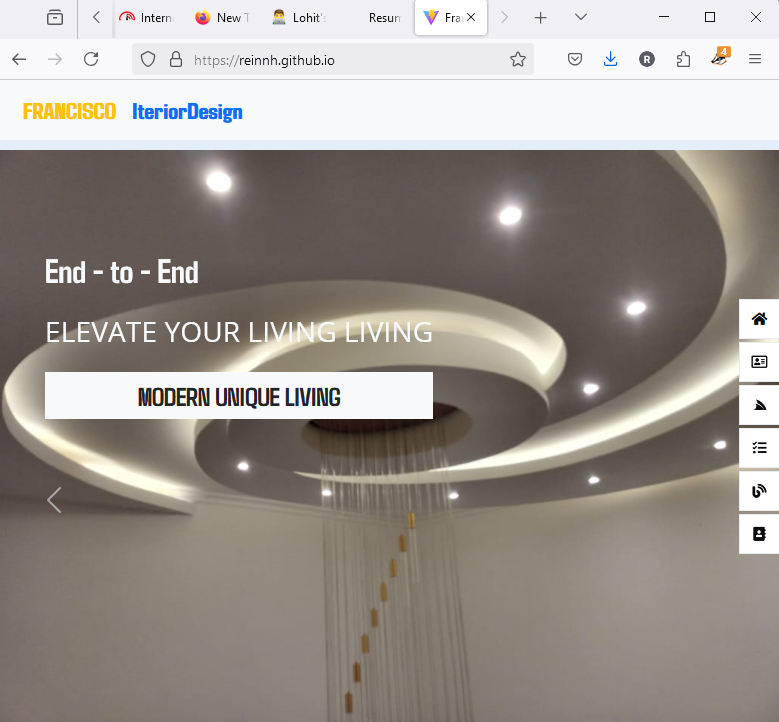 Intern
New T
Lohit's
Resum
Fra
https://reinnh.github.io
R
4
FRANCISCO IteriorDesign
End - to - End
ELEVATE YOUR LIVING LIVING
MODERN UNIQUE LIVING